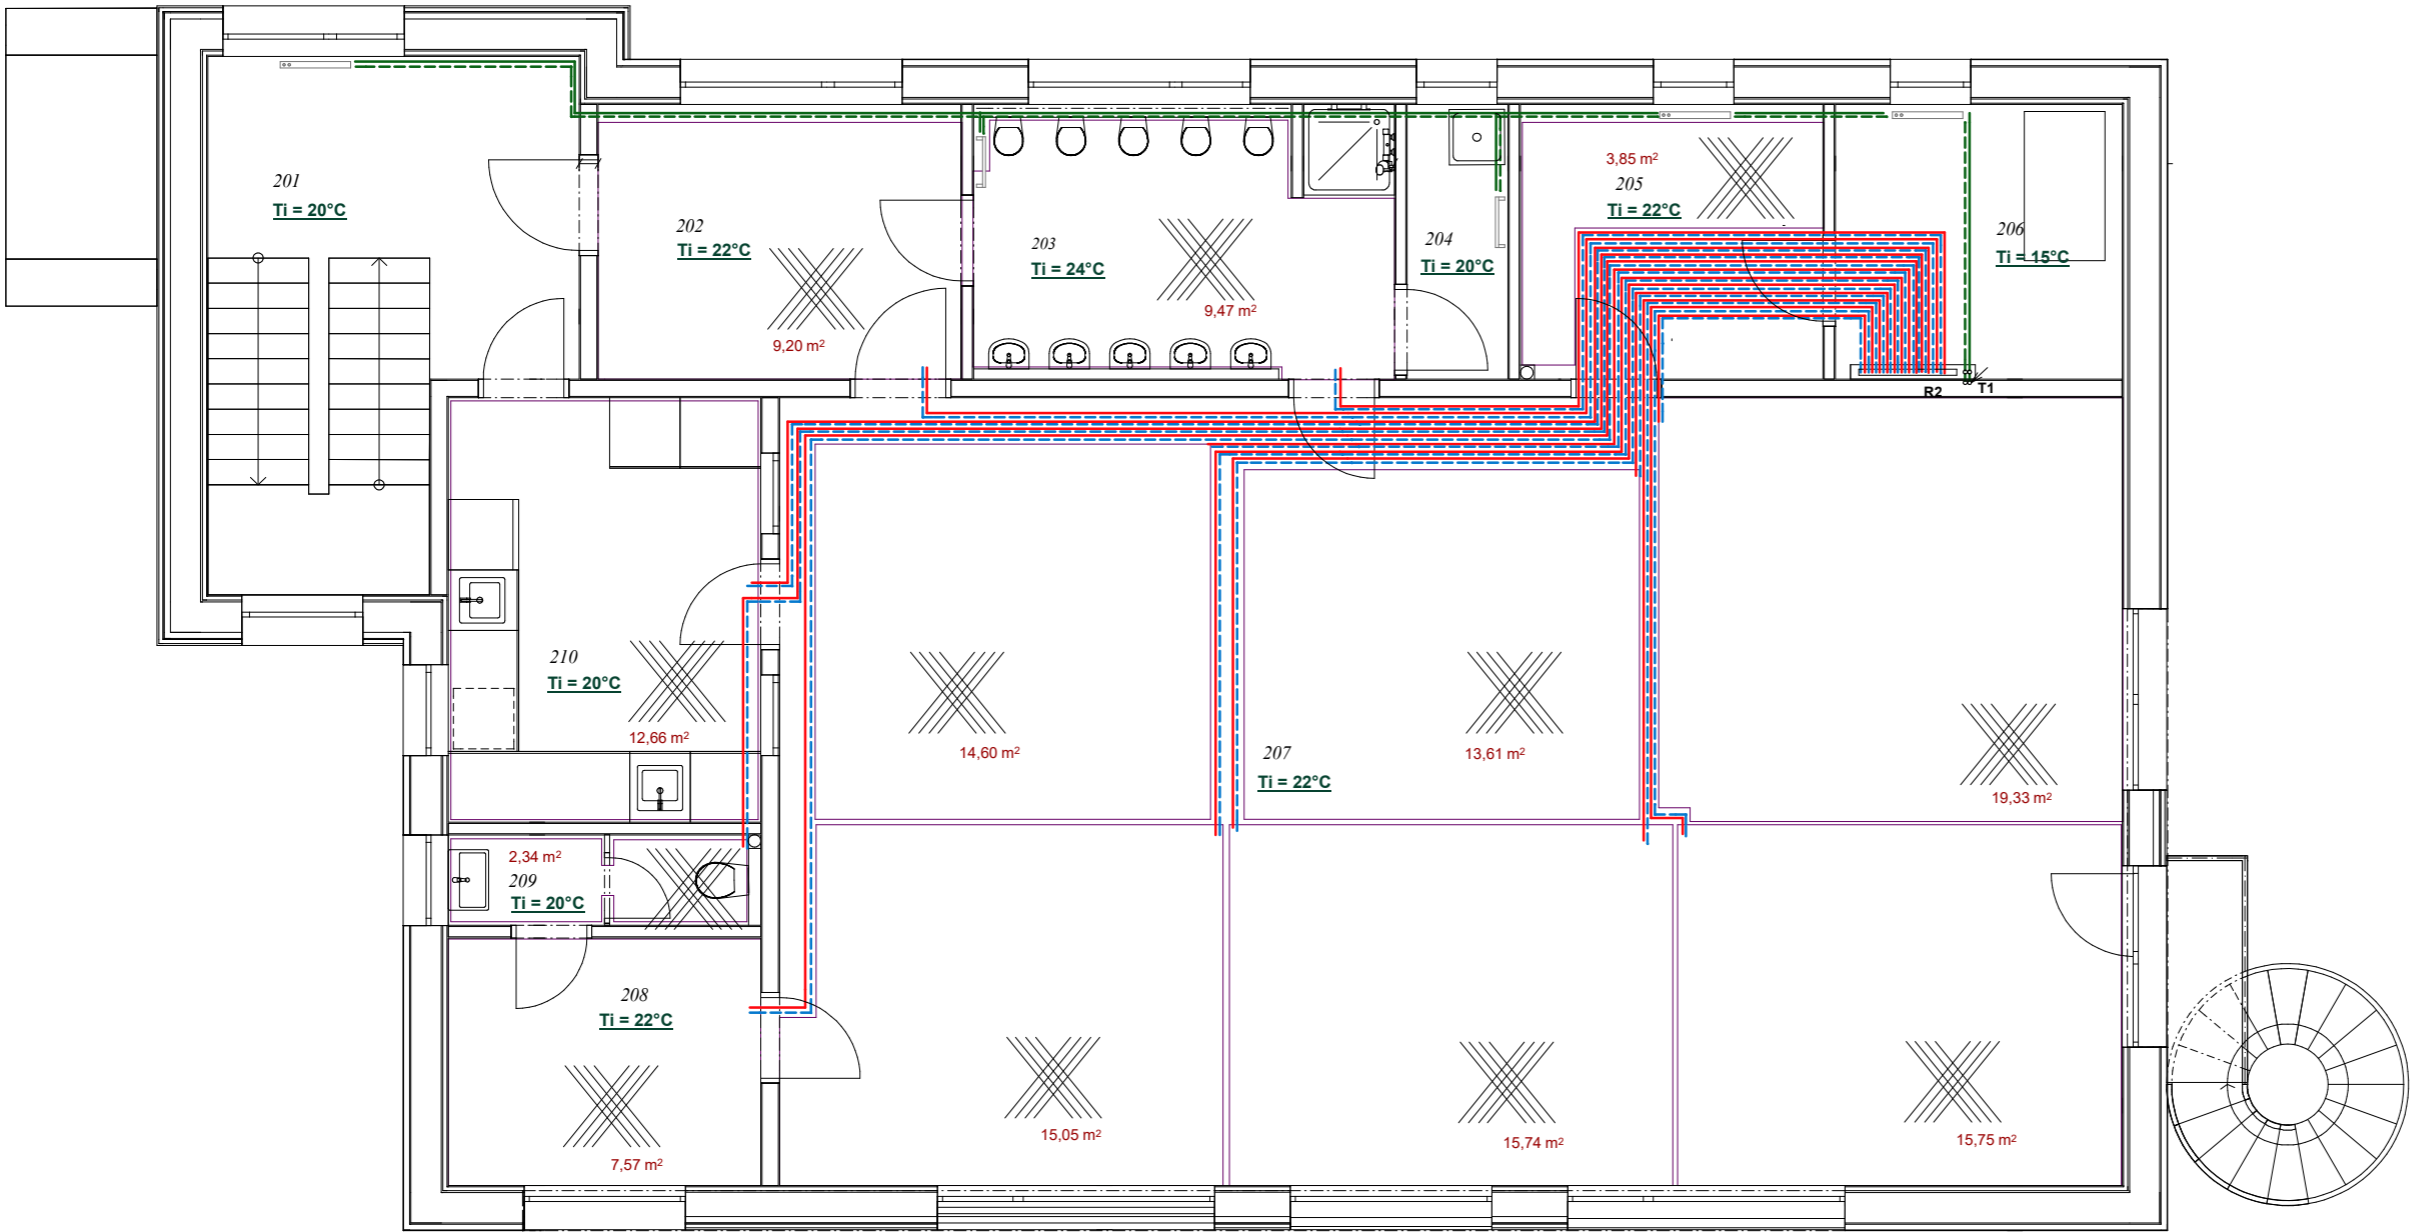 201
Ti = 20°C
202
Ti = 22°C
9,20 m²
203
Ti = 24°C
9,47 m²
204
Ti = 20°C
3,85 m²
205
Ti = 22°C
206
Ti = 15°C
R2
T1
210
Ti = 20°C
12,66 m²
14,60 m²
207
Ti = 22°C
13,61 m²
19,33 m²
2,34 m²
209
Ti = 20°C
208
Ti = 22°C
7,57 m²
15,05 m²
15,74 m²
15,75 m²